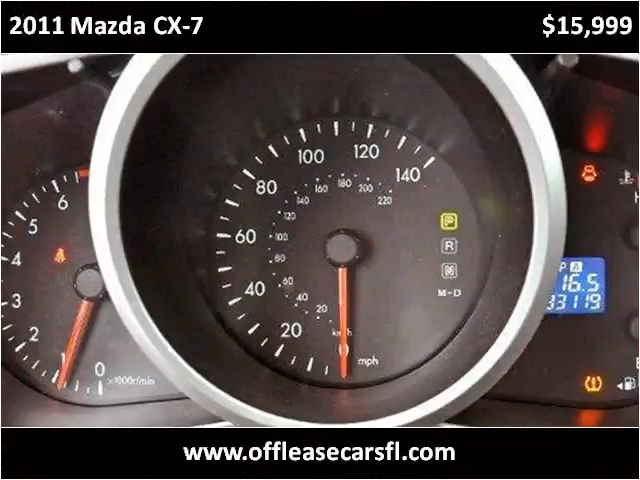 2011 Mazda CX-7 $15,999
100 120
80 140
160 180 200
140 220
120
60 100
80
40 60
40 20
20 km/h
0 mph
P
R
N
M-D
6
5
4
3
2
1 0
×1000r/min
P A
16.5
33119
H
E
www.offleasecarsfl.com